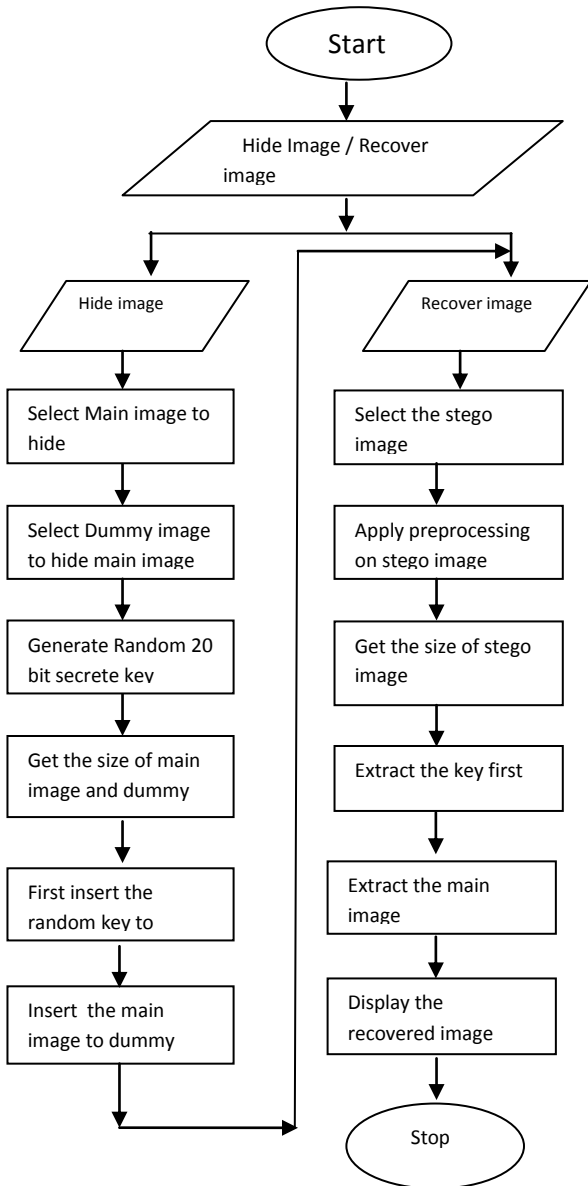 Start
Hide Image / Recover
image
Hide image
Select Main image to
hide
Select Dummy image
to hide main image
Generate Random 20
bit secrete key
Get the size of main
image and dummy
First insert the
random key to
Insert the main
image to dummy
Recover image
Select the stego
image
Apply preprocessing
on stego image
Get the size of stego
image
Extract the key first
Extract the main
image
Display the
recovered image
Stop